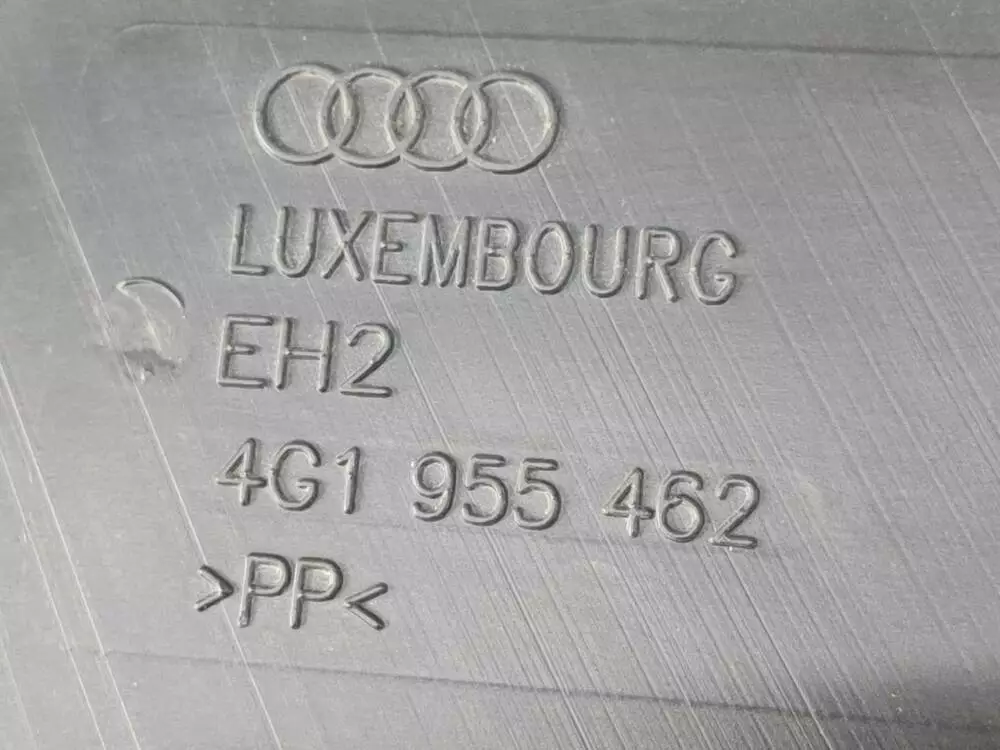 LUXEMBOURG
EH2
4G1 955 462
>PP<